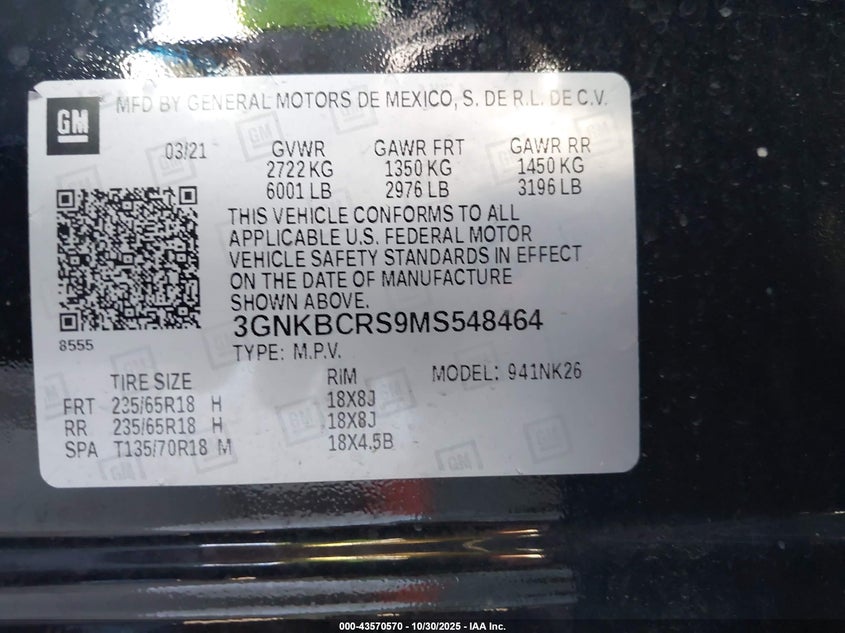 GM MFD BY GENERAL MOTORS DE MEXICO, S. DE R.L. DE C.V.
03/21 GVWR GAWR FRT GAWR RR
2722 KG 1350 KG 1450 KG
6001 LB 2976 LB 3196 LB
THIS VEHICLE CONFORMS TO ALL
APPLICABLE U.S. FEDERAL MOTOR
VEHICLE SAFETY STANDARDS IN EFFECT
ON THE DATE OF MANUFACTURE
SHOWN ABOVE.
3GNKBCRS9MS548464
8555
TYPE: M.P.V.
TIRE SIZE RIM MODEL: 941NK26
FRT 235/65R18 H 18X8J
RR 235/65R18 H 18X8J
SPA T135/70R18 M 18X4.5B
000-43570570 - 10/30/2025 - IAA Inc.